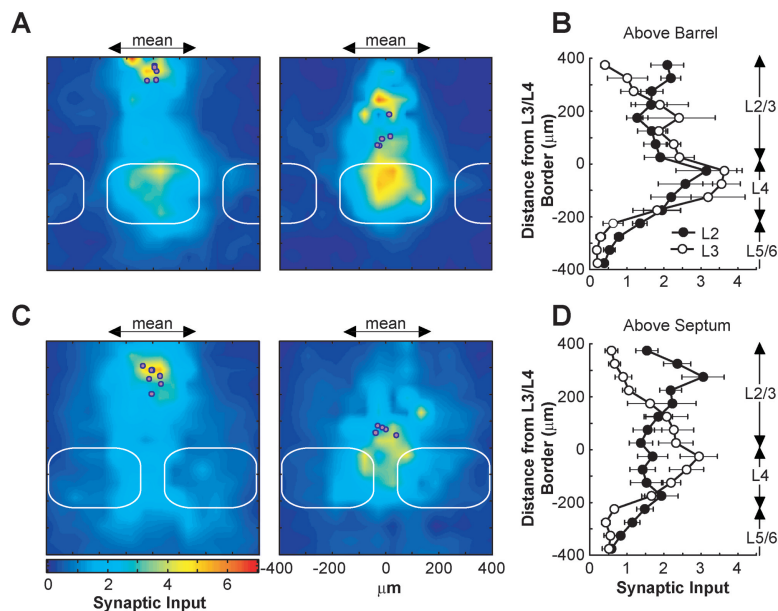 A
mean
mean
B
Above Barrel
400
200
0
-200
-400
Distance from L3/L4
Border (μm)
L2
L3
0 1 2 3 4
L2/3
L4
L5/6
C
mean
mean
0 2 4 6
Synaptic Input
-400 -200 0 200 400
μm
D
Above Septum
400
200
0
-200
-400
Distance from L3/L4
Border (μm)
0 1 2 3 4
Synaptic Input
L2/3
L4
L5/6